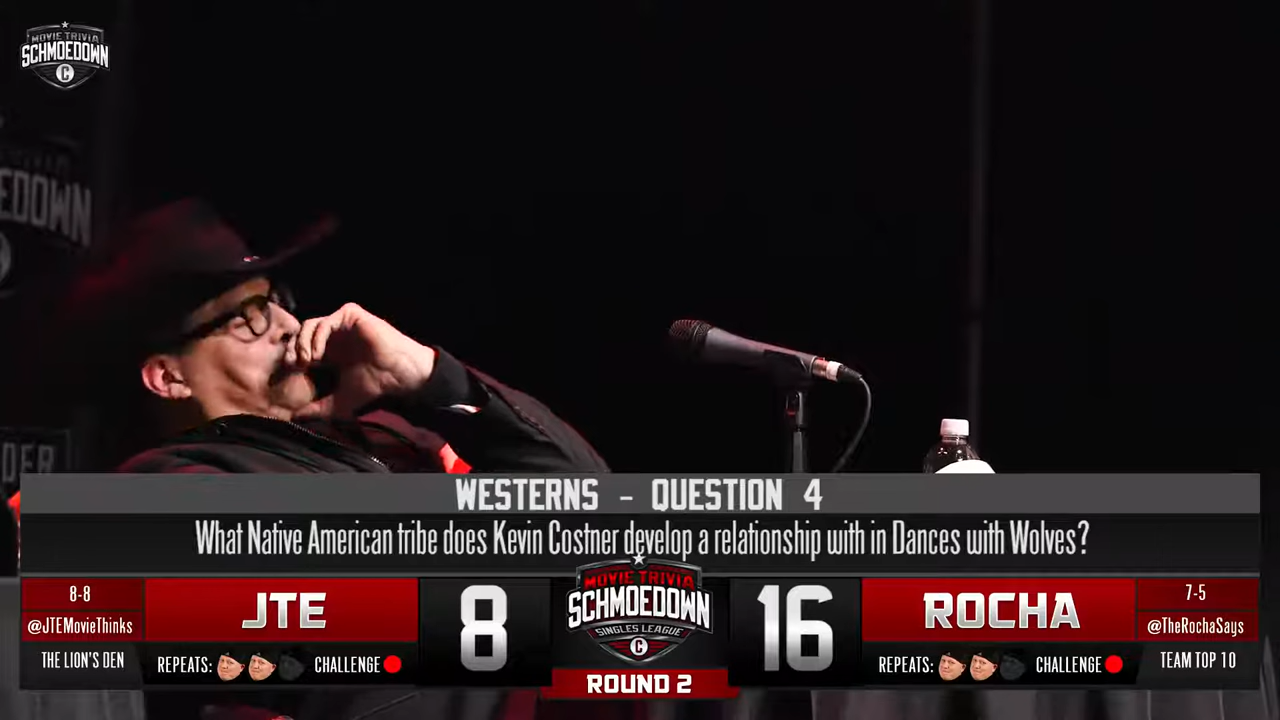 MOVIE TRIVIA
SCHMOEDOWN
C
EDOWN
DER
WESTERNS - QUESTION 4
What Native American tribe does Kevin Costner develop a relationship with in Dances with Wolves?
8-8
@JTEMovieThinks
THE LION'S DEN
JTE
REPEATS:
CHALLENGE
8
MOVIE TRIVIA
SCHMOEDOWN
SINGLES LEAGUE
C
ROUND 2
16
ROCHA
REPEATS:
CHALLENGE
7-5
@TheRochaSays
TEAM TOP 10